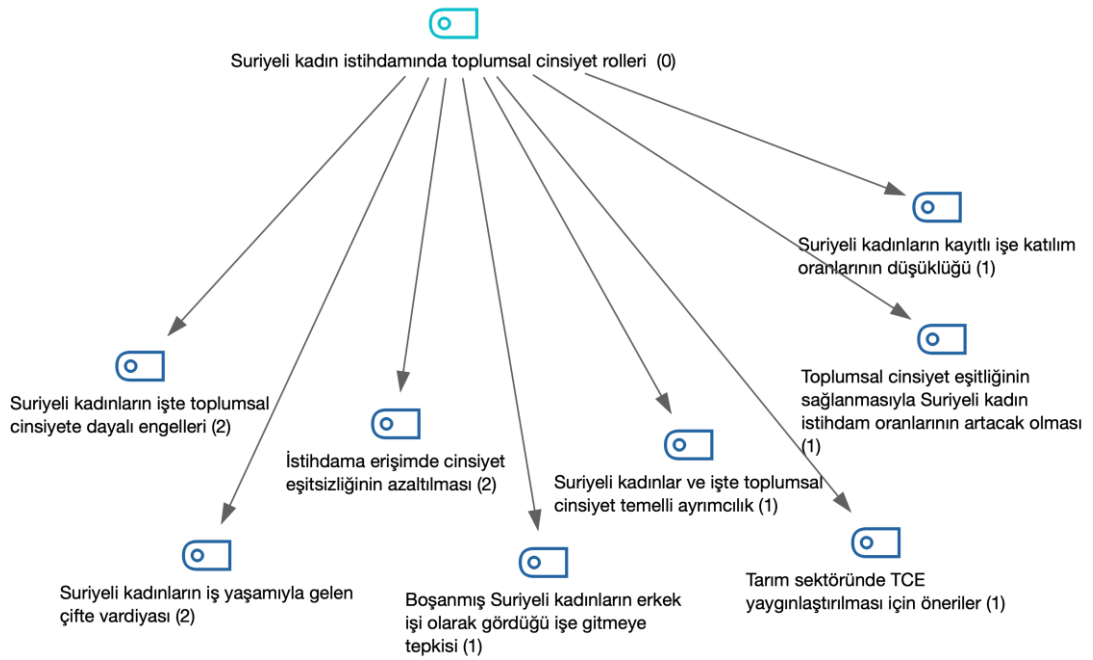 Suriyeli kadın istihdamında toplumsal cinsiyet rolleri (0)
Suriyeli kadınların kayıtlı işe katılım
oranlarının düşüklüğü (1)
Toplumsal cinsiyet eşitliğinin
sağlanmasıyla Suriyeli kadın
istihdam oranlarının artacak olması
(1)
Suriyeli kadınların işte toplumsal
cinsiyete dayalı engelleri (2)
İstihdama erişimde cinsiyet
eşitsizliğinin azaltılması (2)
Suriyeli kadınlar ve işte toplumsal
cinsiyet temelli ayrımcılık (1)
Suriyeli kadınların iş yaşamıyla gelen
çifte vardiyası (2)
Boşanmış Suriyeli kadınların erkek
işi olarak gördüğü işe gitmeye
tepkisi (1)
Tarım sektöründe TCE
yaygınlaştırılması için öneriler (1)